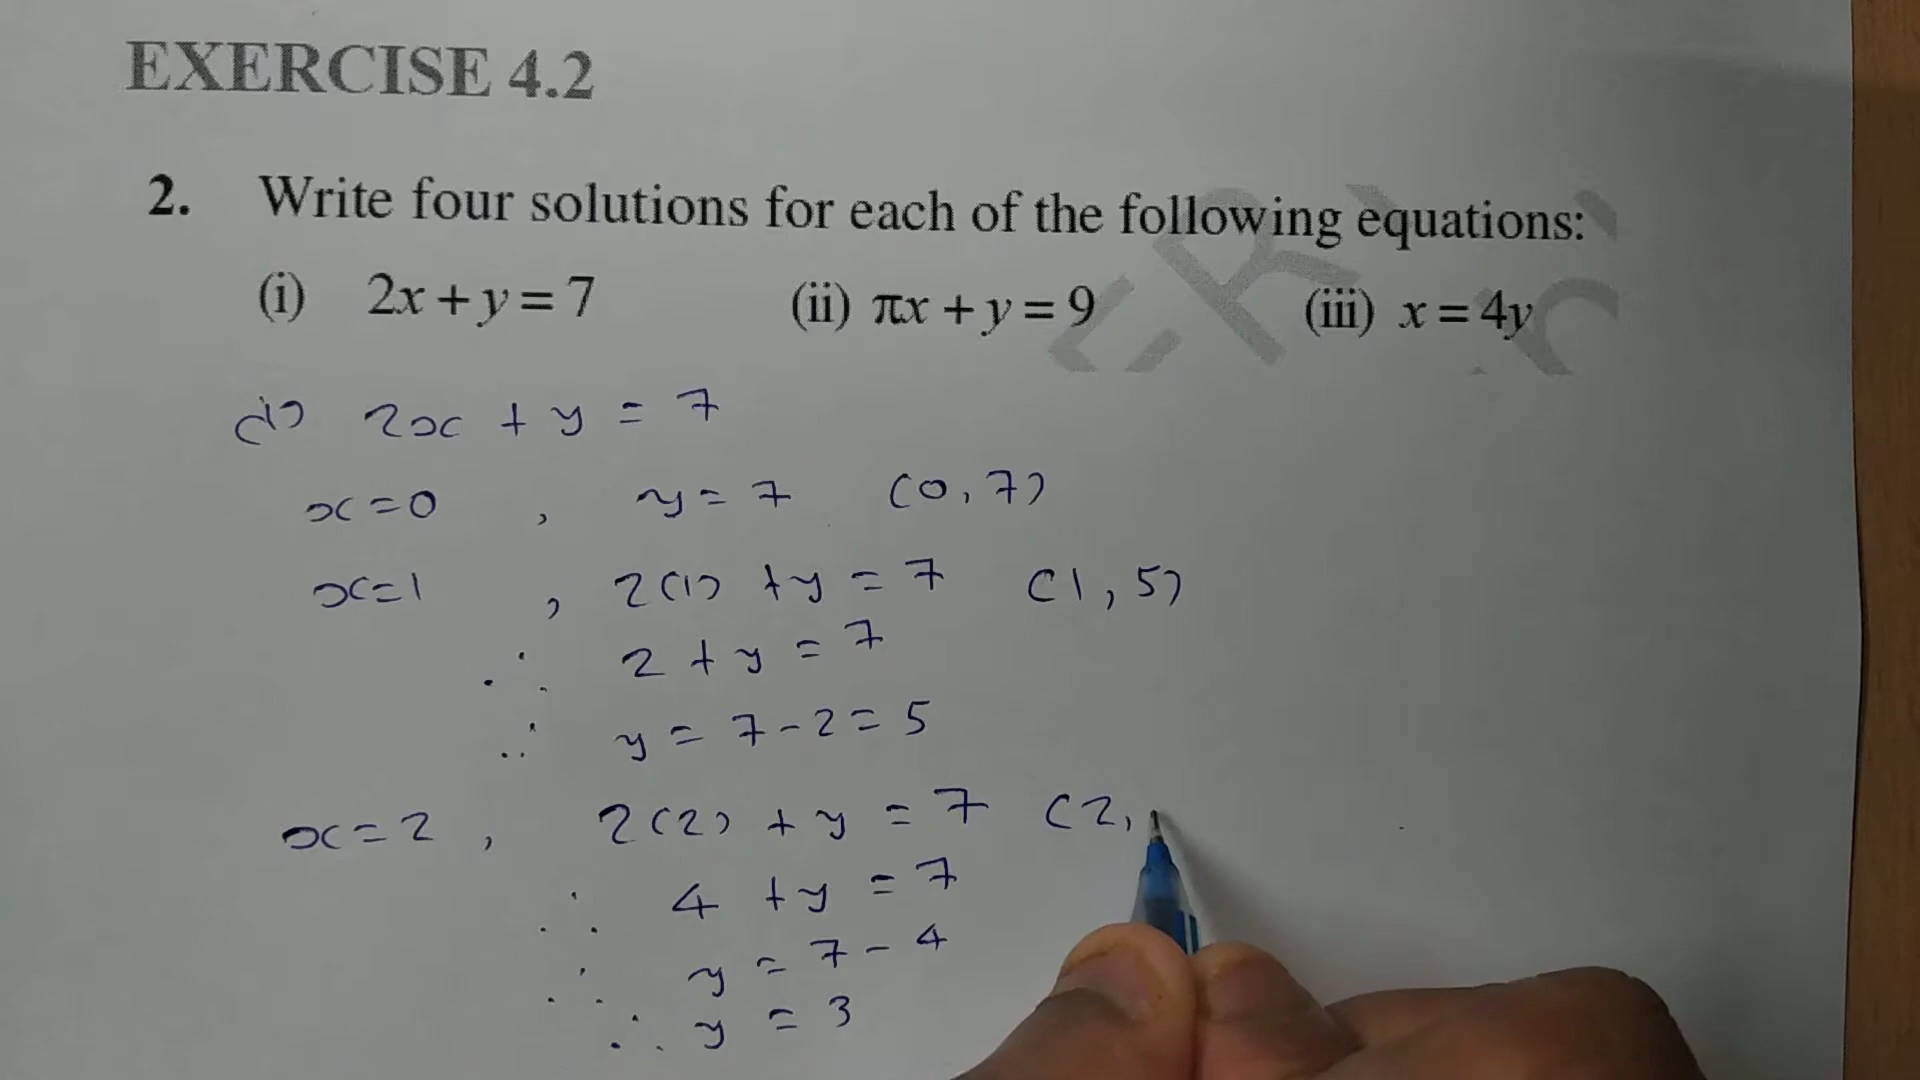 EXERCISE 4.2
2. Write four solutions for each of the following equations:
(i) 2x + y = 7 (ii) πx + y = 9 (iii) x = 4y
(i) 2x + y = 7
x = 0 , y = 7 (0, 7)
x = 1 , 2(1) + y = 7 (1, 5)
∴ 2 + y = 7
∴ y = 7 - 2 = 5
x = 2 , 2(2) + y = 7 (2,
∴ 4 + y = 7
∴ y = 7 - 4
∴ y = 3